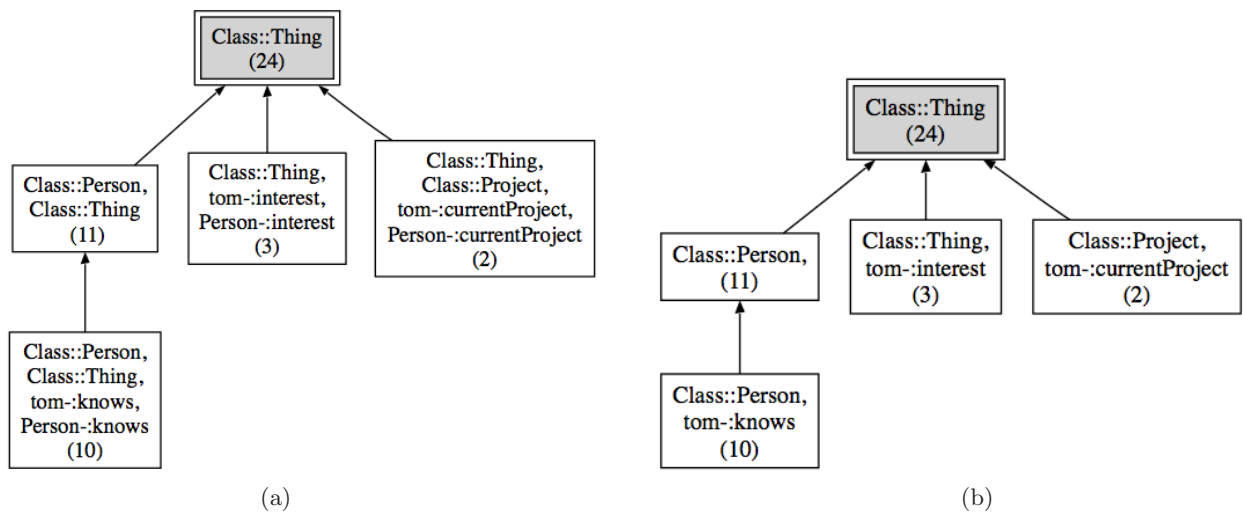 Class::Thing
(24)
Class::Person,
Class::Thing
(11)
Class::Thing,
tom-:interest,
Person-:interest
(3)
Class::Thing,
Class::Project,
tom-:currentProject,
Person-:currentProject
(2)
Class::Person,
Class::Thing,
tom-:knows,
Person-:knows
(10)
(a)
Class::Thing
(24)
Class::Person,
(11)
Class::Thing,
tom-:interest
(3)
Class::Project,
tom-:currentProject
(2)
Class::Person,
tom-:knows
(10)
(b)